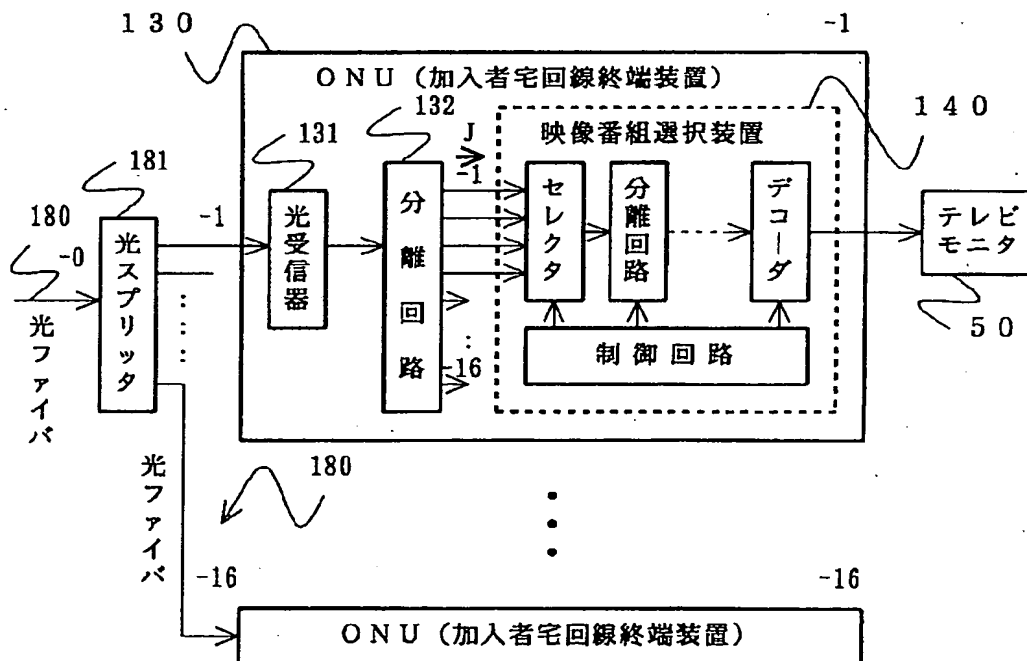 130
-1
ONU(加入者宅回線終端装置)
132
140
映像番組選択装置
J
131
-1
181
180
-0
-1
光スプリッタ
光受信器
分離回路
セレクタ
分離回路
デコーダ
テレビ
モニタ
50
:
-16
制御回路
光ファイバ
光ファイバ
180
-16
-16
ONU(加入者宅回線終端装置)